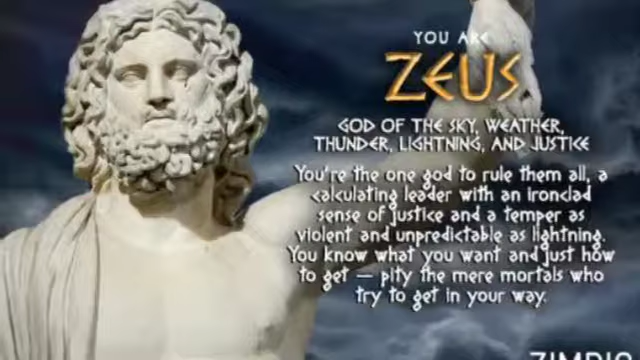 YOU ARE
ZEUS
GOD OF THE SKY, WEATHER,
THUNDER, LIGHTNING, AND JUSTICE
You're the one god to rule them all, a
calculating leader with an ironclad
sense of justice and a temper as
violent and unpredictable as lightning.
You know what you want and just how
to get — pity the mere mortals who
try to get in your way.